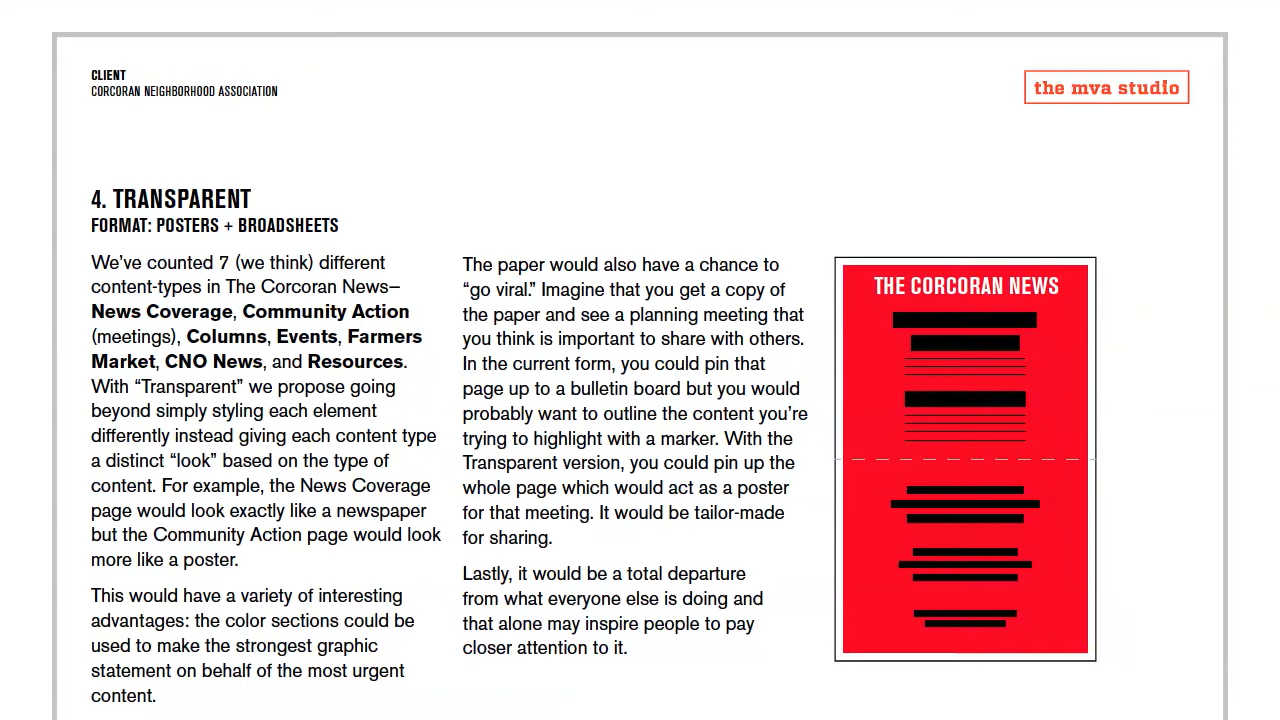 CLIENT
CORCORAN NEIGHBORHOOD ASSOCIATION
the mva studio
4. TRANSPARENT
FORMAT: POSTERS + BROADSHEETS
We’ve counted 7 (we think) different
content-types in The Corcoran News–
News Coverage, Community Action
(meetings), Columns, Events, Farmers
Market, CNO News, and Resources.
With “Transparent” we propose going
beyond simply styling each element
differently instead giving each content type
a distinct “look” based on the type of
content. For example, the News Coverage
page would look exactly like a newspaper
but the Community Action page would look
more like a poster.
This would have a variety of interesting
advantages: the color sections could be
used to make the strongest graphic
statement on behalf of the most urgent
content.
The paper would also have a chance to
“go viral.” Imagine that you get a copy of
the paper and see a planning meeting that
you think is important to share with others.
In the current form, you could pin that
page up to a bulletin board but you would
probably want to outline the content you’re
trying to highlight with a marker. With the
Transparent version, you could pin up the
whole page which would act as a poster
for that meeting. It would be tailor-made
for sharing.
Lastly, it would be a total departure
from what everyone else is doing and
that alone may inspire people to pay
closer attention to it.
THE CORCORAN NEWS